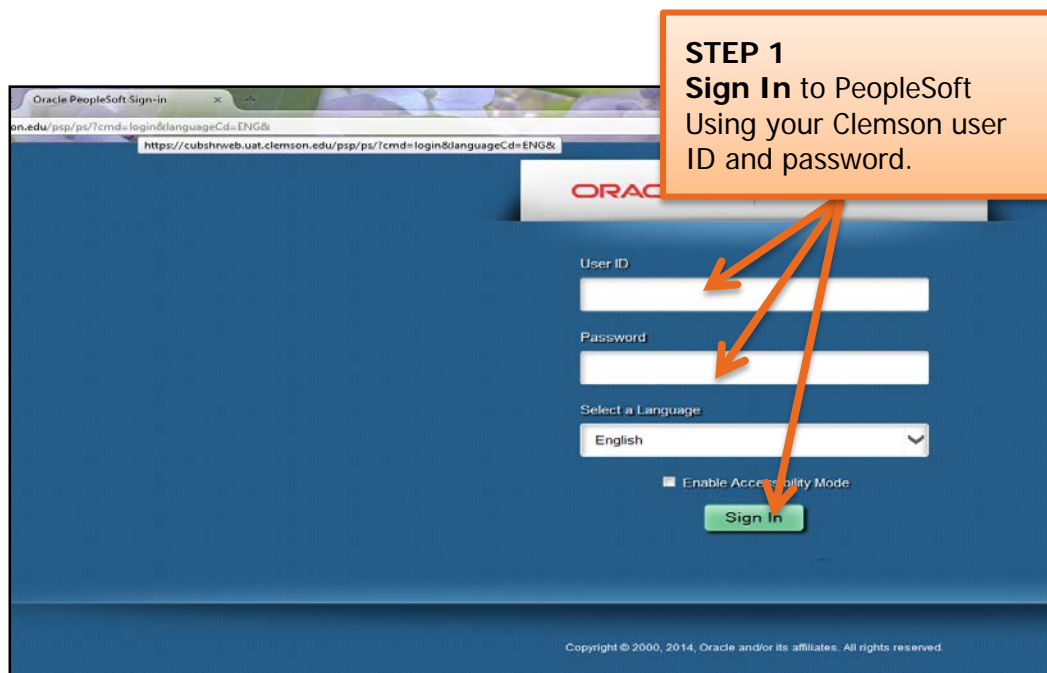 STEP 1
Sign In to PeopleSoft
Using your Clemson user
ID and password.
Oracle PeopleSoft Sign-in
on.edu/psp/ps/?cmd=login&languageCd=ENG&
https://cubshrweb.uat.clemson.edu/psp/ps/?cmd=login&languageCd=ENG&
ORAC
User ID
Password
Select a Language
English
Enable Accessibility Mode
Sign In
Copyright © 2000, 2014, Oracle and/or its affiliates. All rights reserved.